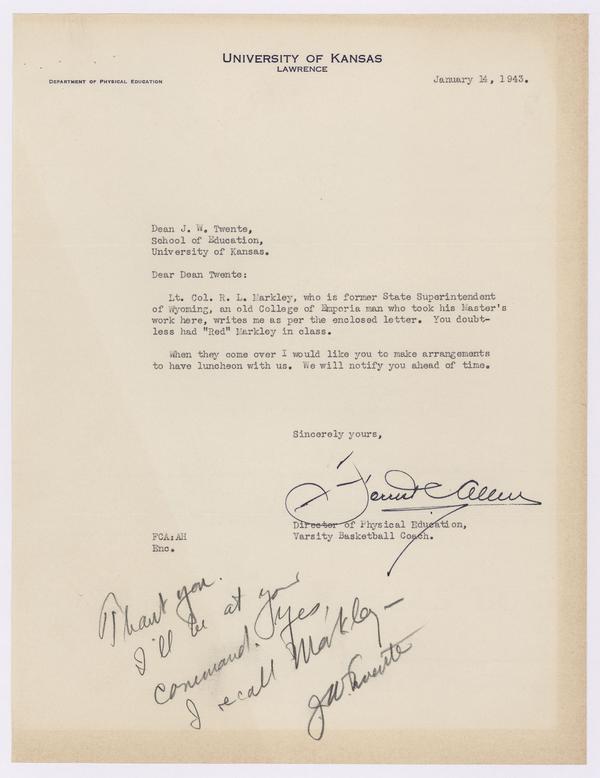 UNIVERSITY OF KANSAS
LAWRENCE
DEPARTMENT OF PHYSICAL EDUCATION
January 14, 1943.
Dean J. W. Twente,
School of Education,
University of Kansas.
Dear Dean Twente:
Lt. Col. R. L. Markley, who is former State Superintendent
of Wyoming, an old College of Emporia man who took his Master's
work here, writes me as per the enclosed letter. You doubt-
less had "Red" Markley in class.
When they come over I would like you to make arrangements
to have luncheon with us. We will notify you ahead of time.
Sincerely yours,
Forrest C. Allen
Director of Physical Education,
Varsity Basketball Coach.
FCA:AH
Enc.
Thank you.
I'll be at your
command. Yes,
I recall Markley—
J.W. Twente